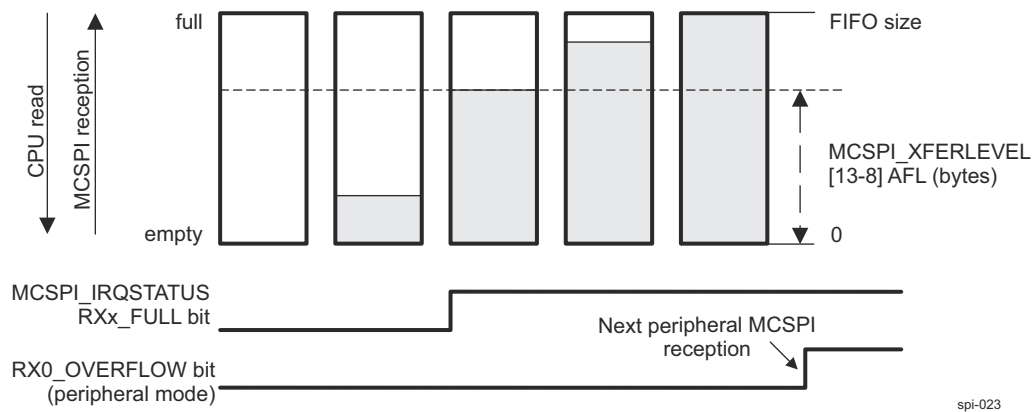 full
FIFO size
CPU read
MCSPI reception
MCSPI_XFERLEVEL
[13-8] AFL (bytes)
empty
0
MCSPI_IRQSTATUS
RXx_FULL bit
Next peripheral MCSPI
reception
RX0_OVERFLOW bit
(peripheral mode)
spi-023